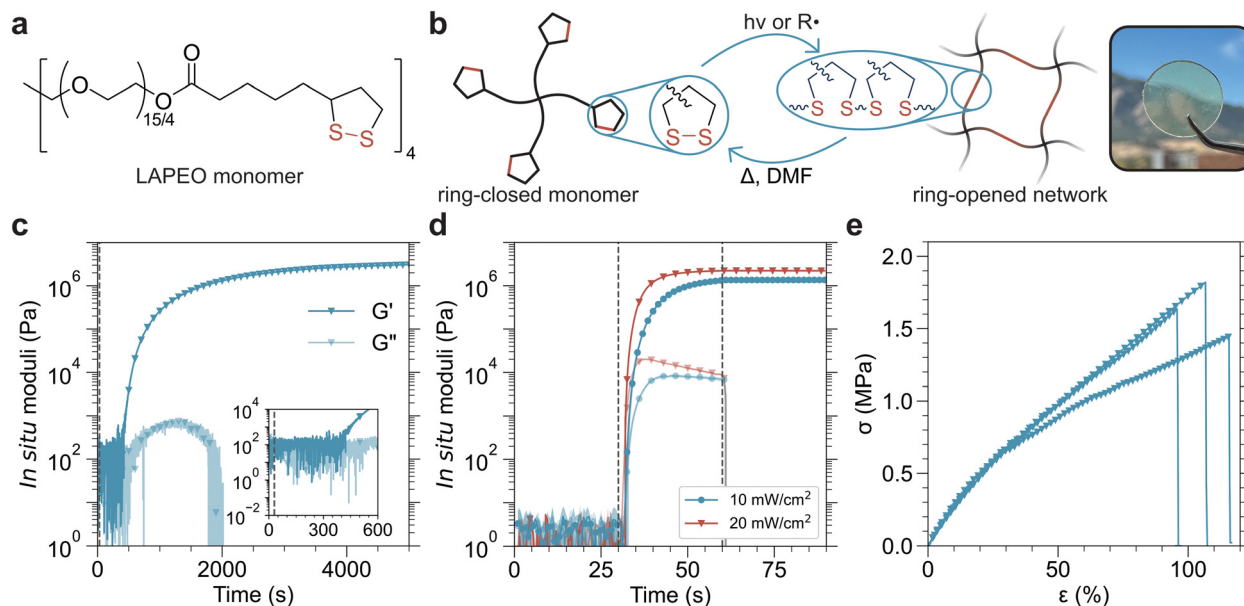 a
O
O
O
15/4
S
S
4
LAPEO monomer
b
hν or R•
S-S
S S S S
Δ, DMF
ring-closed monomer
ring-opened network
c
In situ moduli (Pa)
10⁶
10⁴
10²
10⁰
G'
G"
10⁴
10²
10⁰
10⁻²
0 300 600
0 2000 4000
Time (s)
d
In situ moduli (Pa)
10⁶
10⁴
10²
10⁰
10 mW/cm²
20 mW/cm²
0 25 50 75
Time (s)
e
σ (MPa)
2.0
1.5
1.0
0.5
0.0
0 50 100
ε (%)